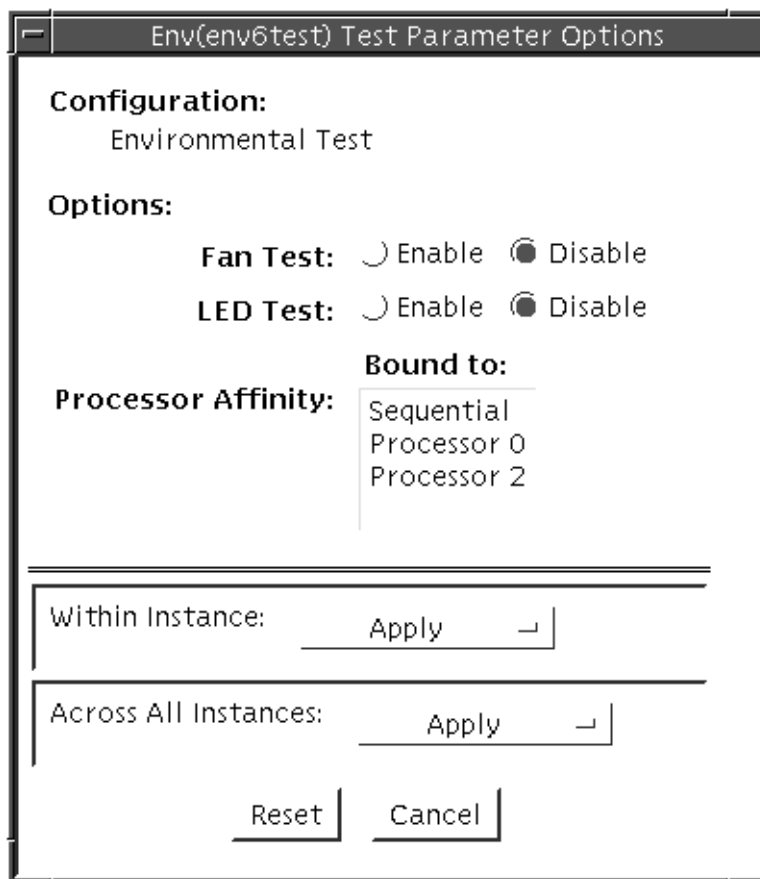 Env(env6test) Test Parameter Options
Configuration:
Environmental Test
Options:
Fan Test: Enable Disable
LED Test: Enable Disable
Bound to:
Processor Affinity:
Sequential
Processor 0
Processor 2
Within Instance: Apply
Across All Instances: Apply
Reset Cancel